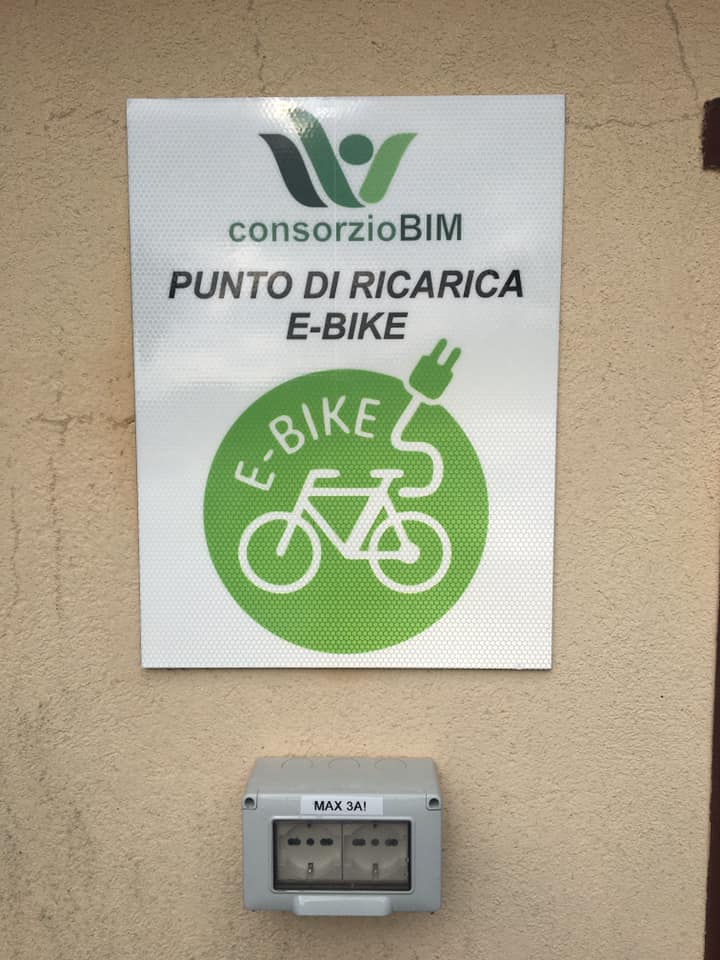 consorzioBIM
PUNTO DI RICARICA
E-BIKE
E-BIKE
MAX 3A!